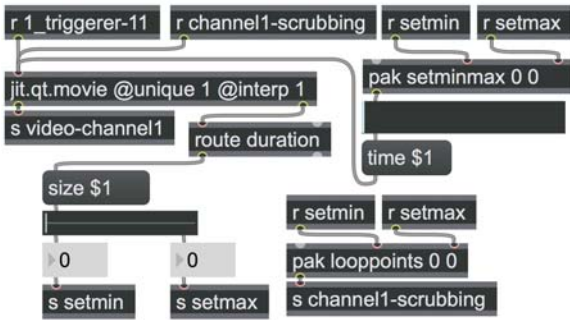 r 1_triggerer-11
r channel1-scrubbing
r setmin
r setmax
jit.qt.movie @unique 1 @interp 1
pak setminmax 0 0
s video-channel1
route duration
time $1
size $1
r setmin
r setmax
0
0
pak looppoints 0 0
s setmin
s setmax
s channel1-scrubbing